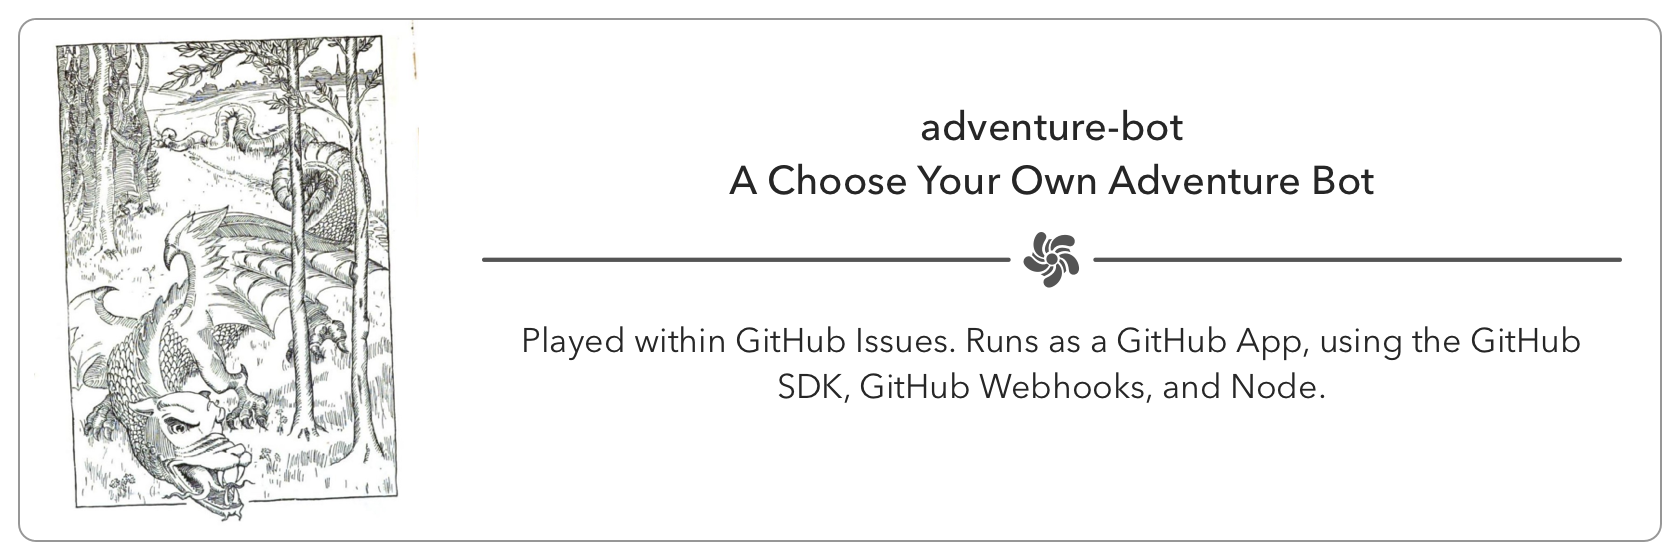 adventure-bot
A Choose Your Own Adventure Bot
Played within GitHub Issues. Runs as a GitHub App, using the GitHub
SDK, GitHub Webhooks, and Node.